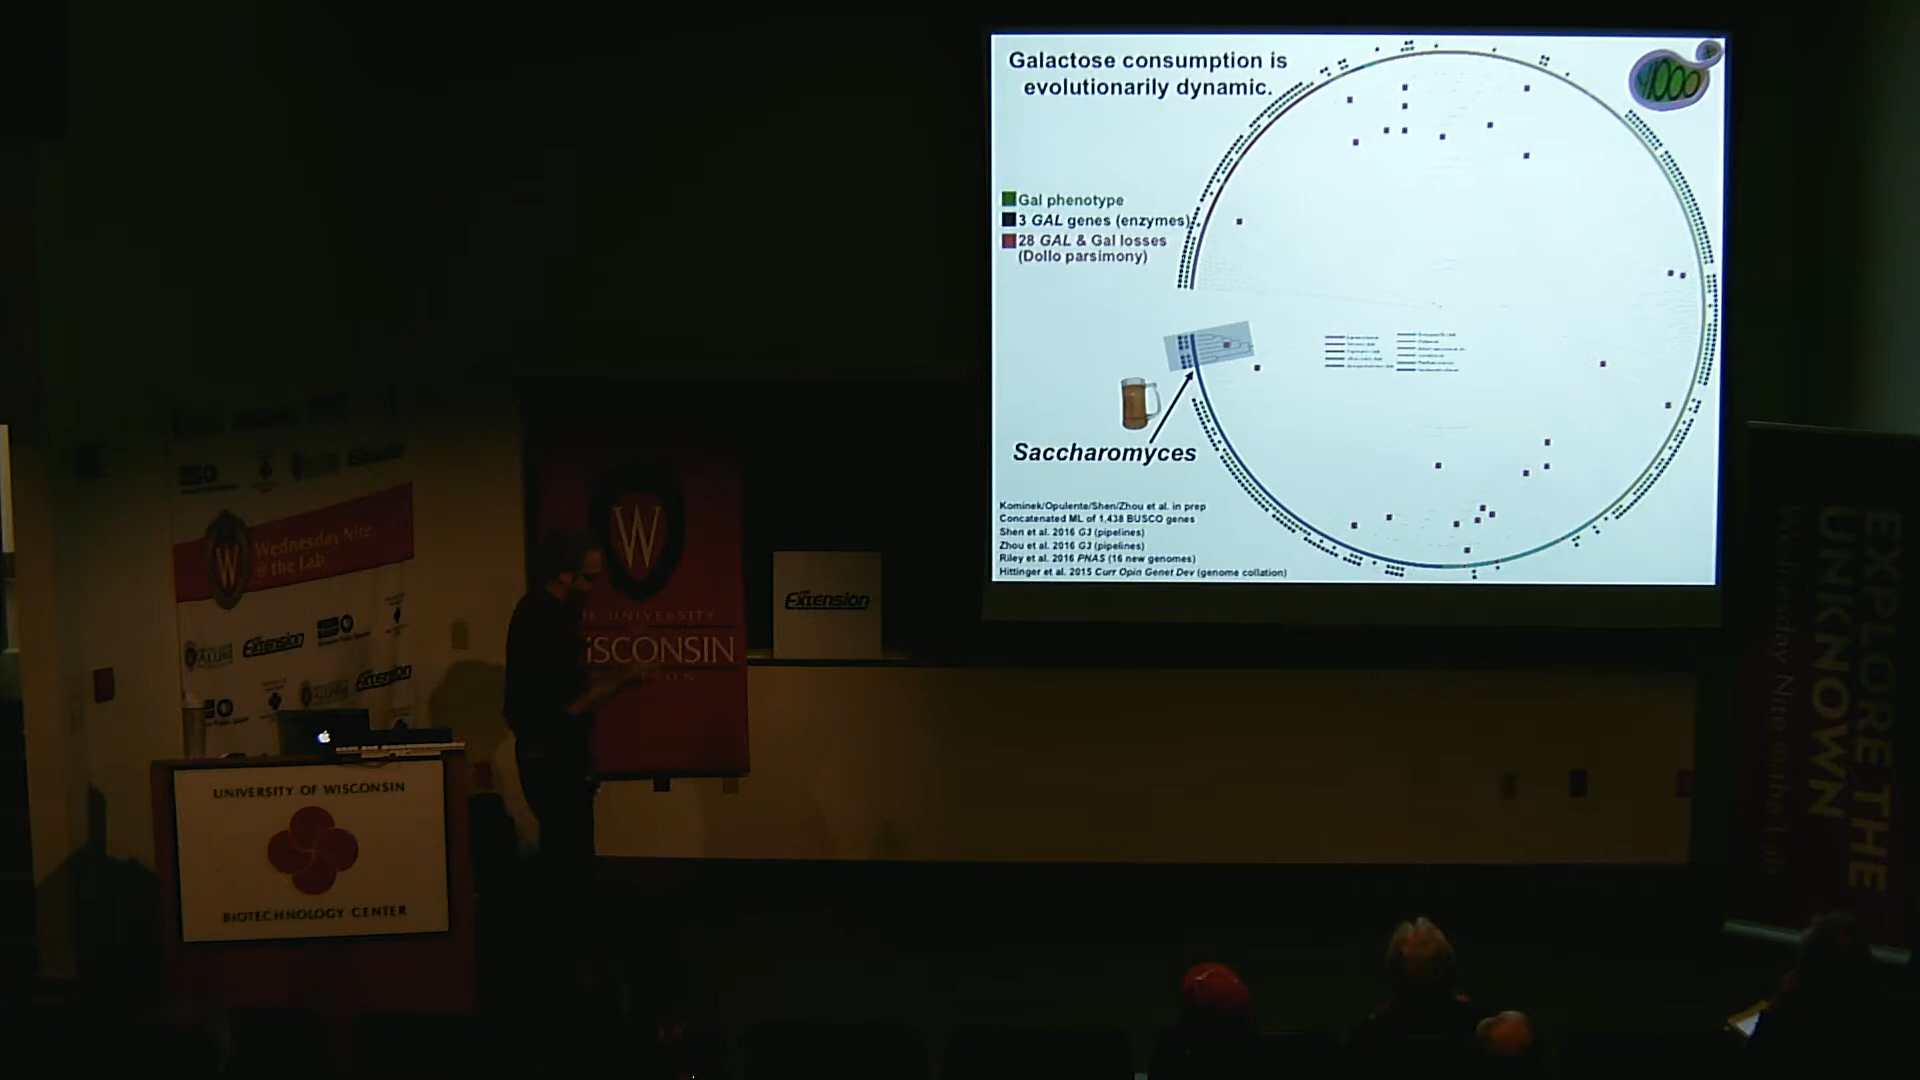 Galactose consumption is
evolutionarily dynamic.
y1000
Gal phenotype
3 GAL genes (enzymes)
28 GAL & Gal losses
(Dollo parsimony)
Saccharomyces
Kominek/Opulente/Shen/Zhou et al. in prep
Concatenated ML of 1,438 BUSCO genes
Shen et al. 2016 G3 (pipelines)
Zhou et al. 2016 G3 (pipelines)
Riley et al. 2016 PNAS (16 new genomes)
Hittinger et al. 2015 Curr Opin Genet Dev (genome collation)
W
Wednesday Nite
@ the Lab
Extension
Extension
W
UNIVERSITY
WISCONSIN
Extension
UNIVERSITY OF WISCONSIN
BIOTECHNOLOGY CENTER
EXPLORE THE
UNKNOWN
Wednesday Nite @ the Lab